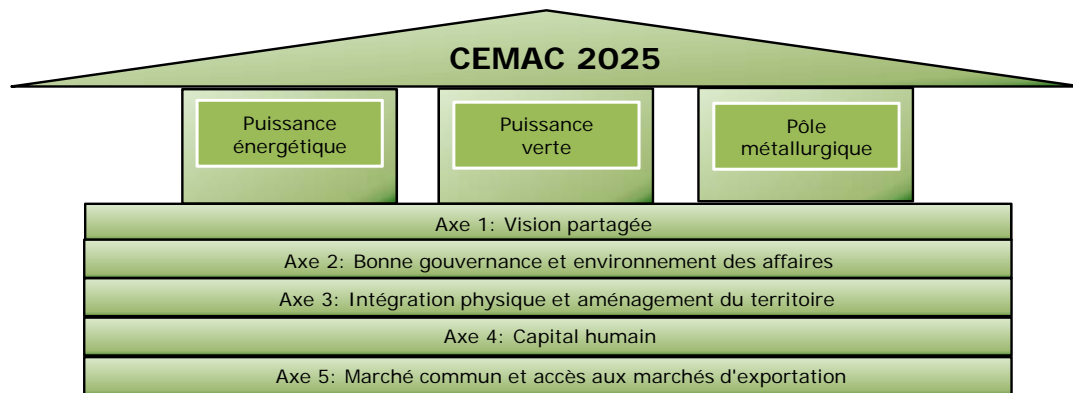 CEMAC 2025
Puissance
énergétique
Puissance
verte
Pôle
métallurgique
Axe 1: Vision partagée
Axe 2: Bonne gouvernance et environnement des affaires
Axe 3: Intégration physique et aménagement du territoire
Axe 4: Capital humain
Axe 5: Marché commun et accès aux marchés d'exportation